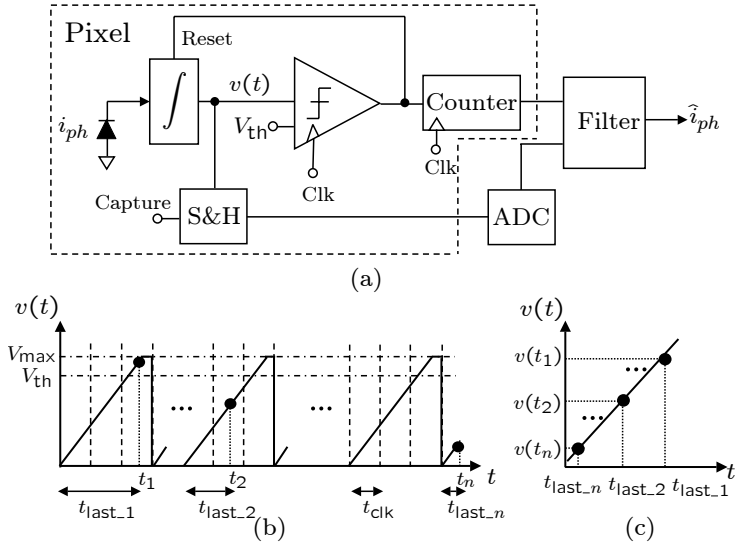 Pixel
Reset
∫
v(t)
i_ph
V_th
Clk
Counter
Clk
Filter
î_ph
Capture
S&H
ADC
(a)
v(t)
V_max
V_th
...
...
t_1
t_2
t_n
t
t_last_1
t_last_2
t_clk
t_last_n
(b)
v(t)
v(t_1)
v(t_2)
v(t_n)
...
...
t
t_last_n
t_last_2
t_last_1
(c)